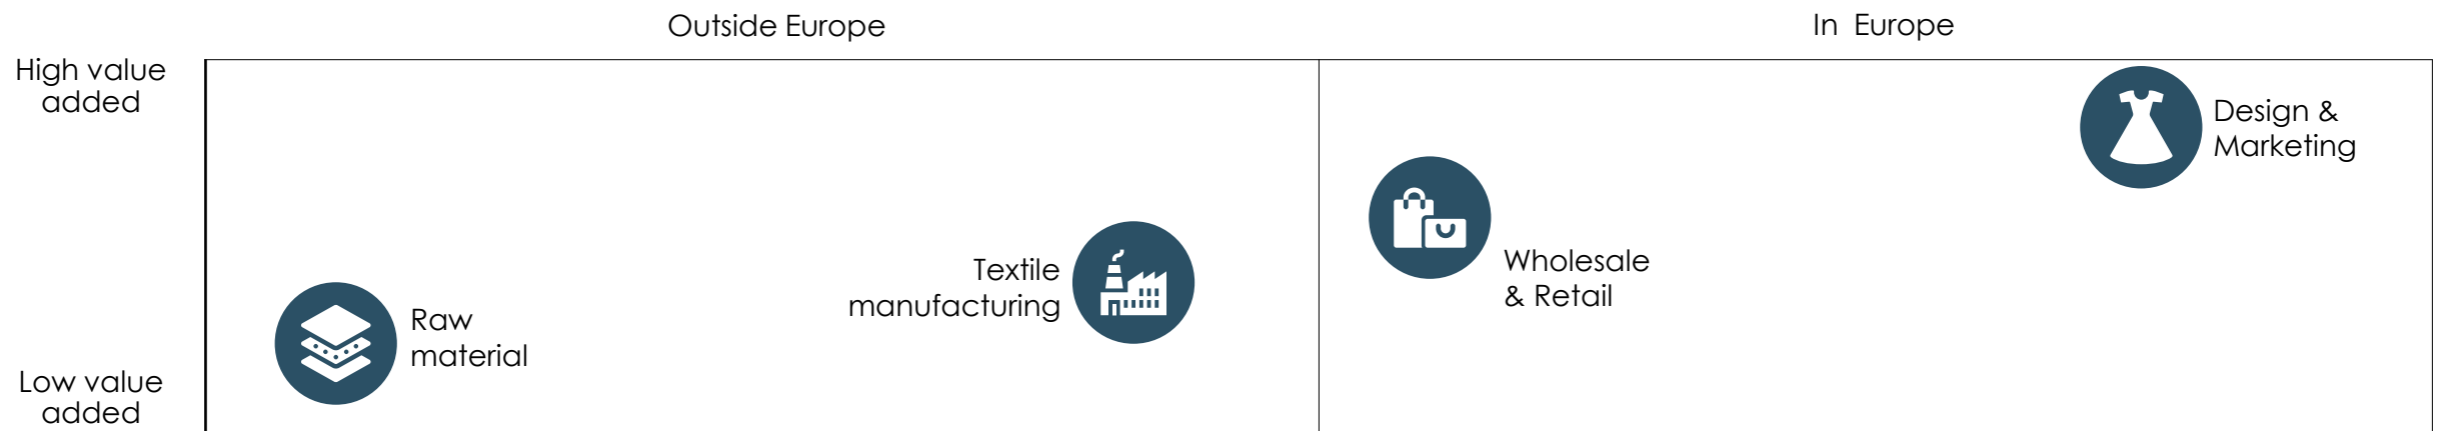 Outside Europe
In Europe
High value
added
Design &
Marketing
Wholesale
& Retail
Textile
manufacturing
Raw
material
Low value
added